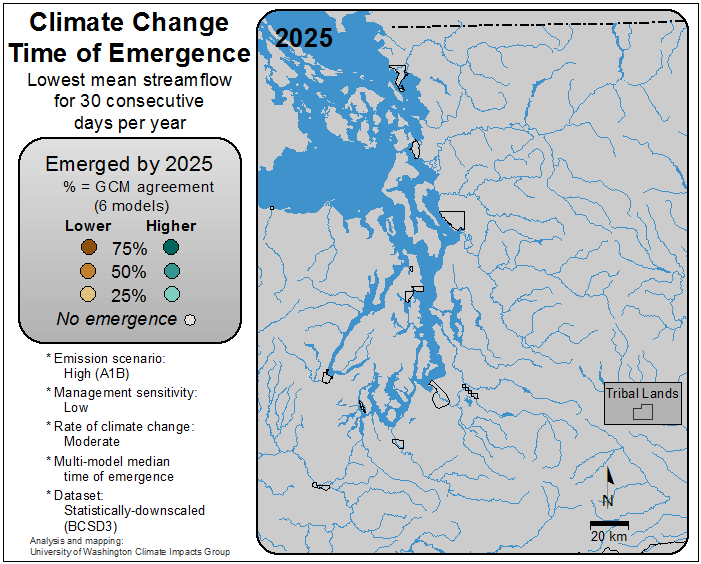 Climate Change
Time of Emergence
Lowest mean streamflow
for 30 consecutive
days per year
Emerged by 2025
% = GCM agreement
(6 models)
Lower Higher
75%
50%
25%
No emergence
* Emission scenario:
High (A1B)
* Management sensitivity:
Low
* Rate of climate change:
Moderate
* Multi-model median
time of emergence
* Dataset:
Statistically-downscaled
(BCSD3)
Analysis and mapping:
University of Washington Climate Impacts Group
2025
Tribal Lands
N
20 km